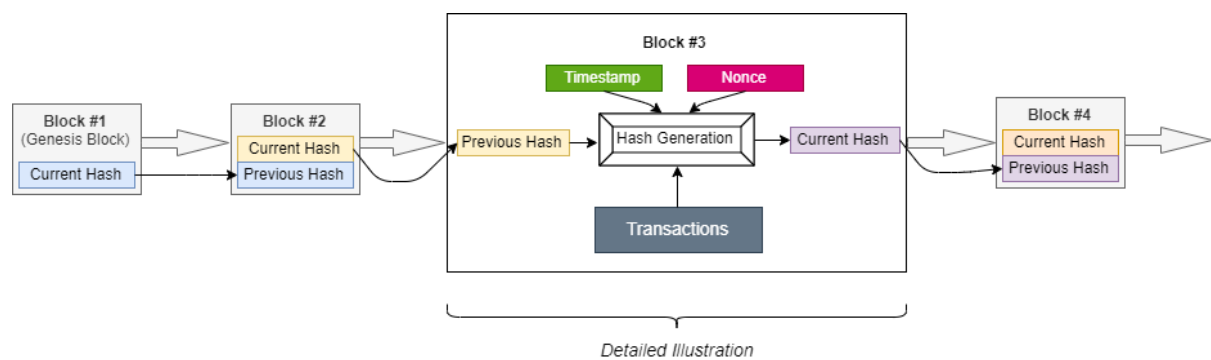 Block #1
(Genesis Block)
Current Hash
Block #2
Current Hash
Previous Hash
Block #3
Timestamp
Nonce
Previous Hash
Hash Generation
Current Hash
Transactions
Block #4
Current Hash
Previous Hash
Detailed Illustration